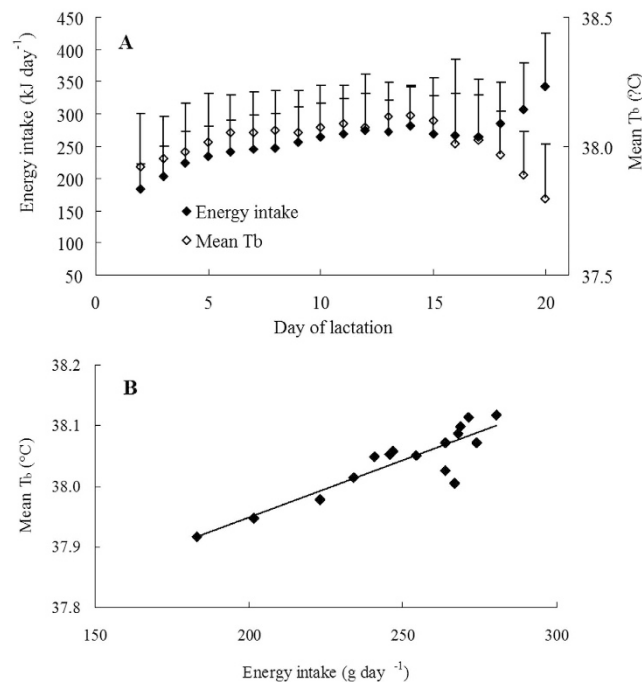 A
Energy intake (kJ day⁻¹)
450
400
350
300
250
200
150
100
50
38.5
38.0
37.5
Mean Tb (?C)
Energy intake
Mean Tb
0
5
10
15
20
Day of lactation
B
Mean Tb (°C)
38.2
38.1
38.0
37.9
37.8
150
200
250
300
Energy intake (g day ⁻¹)